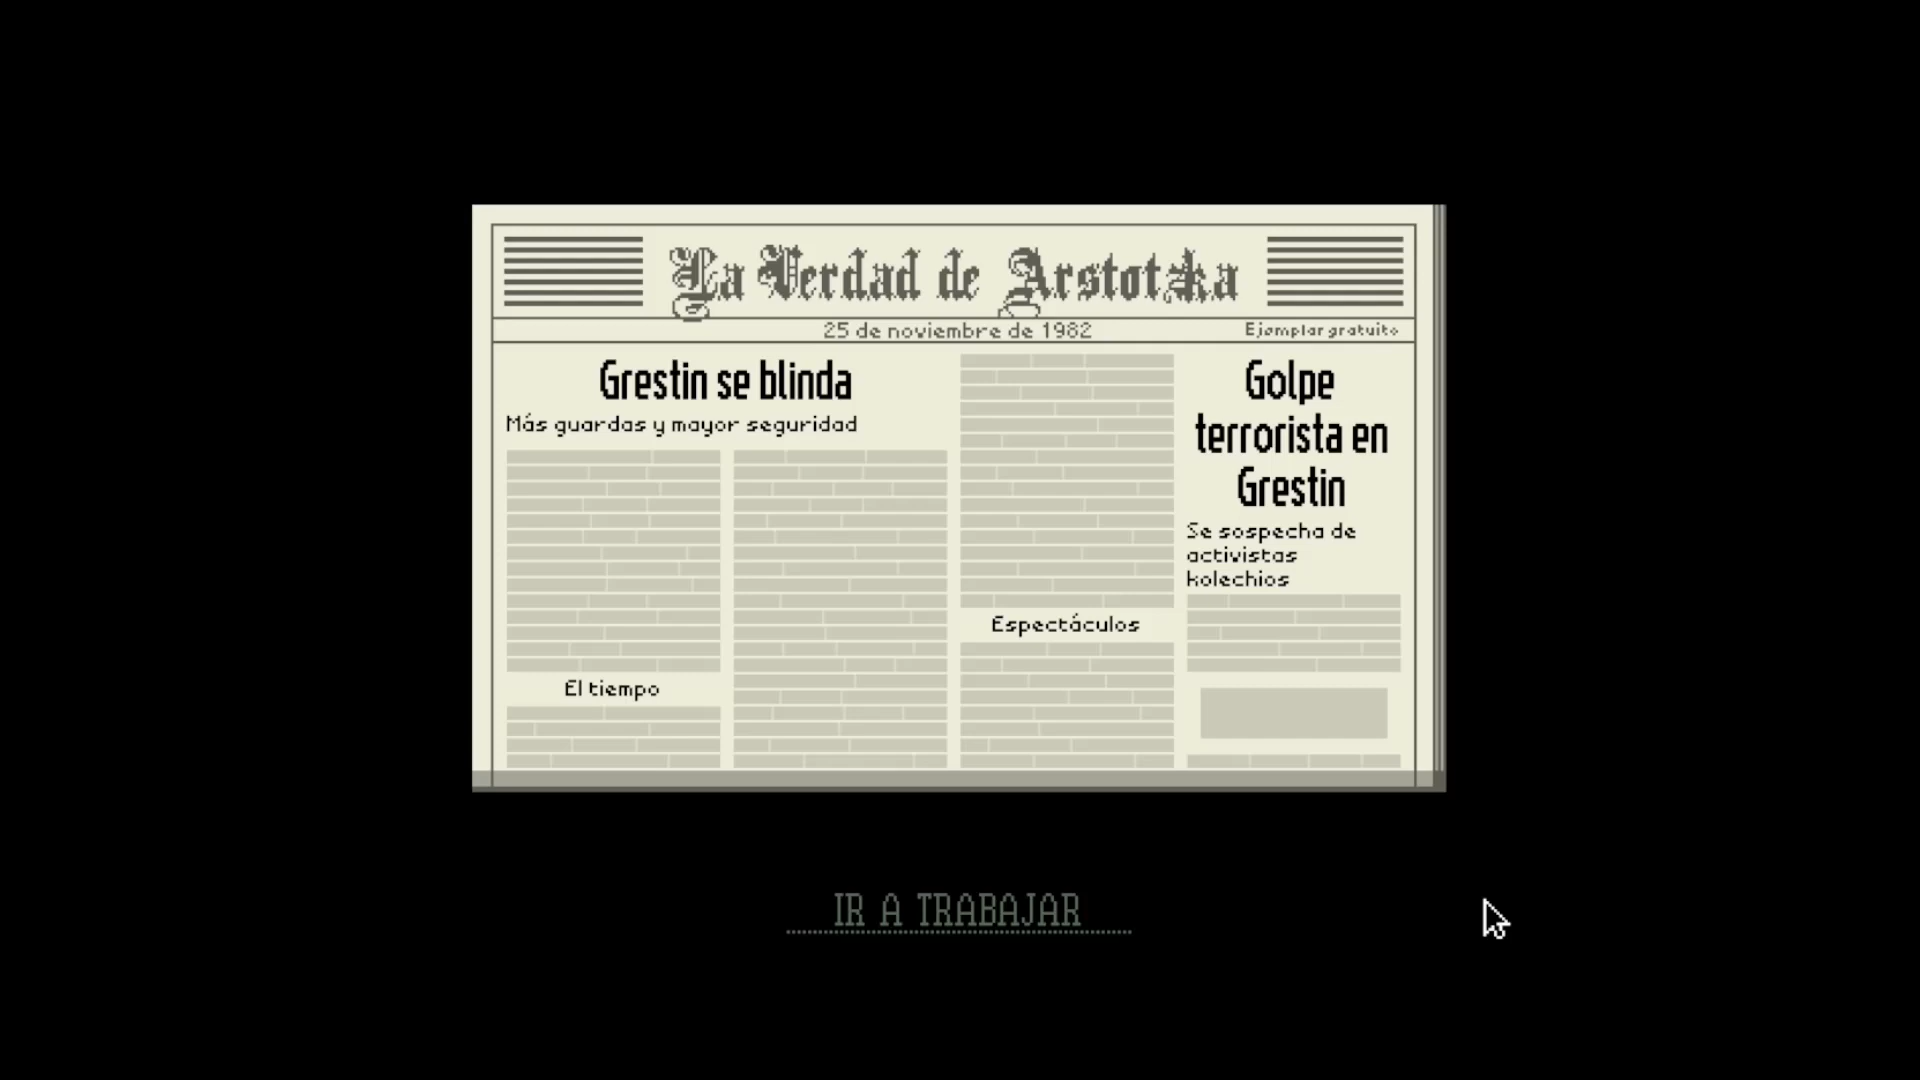 La Verdad de Arstotzka
25 de noviembre de 1982
Ejemplar gratuito
Grestin se blinda
Más guardas y mayor seguridad
El tiempo
Espectáculos
Golpe
terrorista en
Grestin
Se sospecha de
activistas
kolechios
IR A TRABAJAR